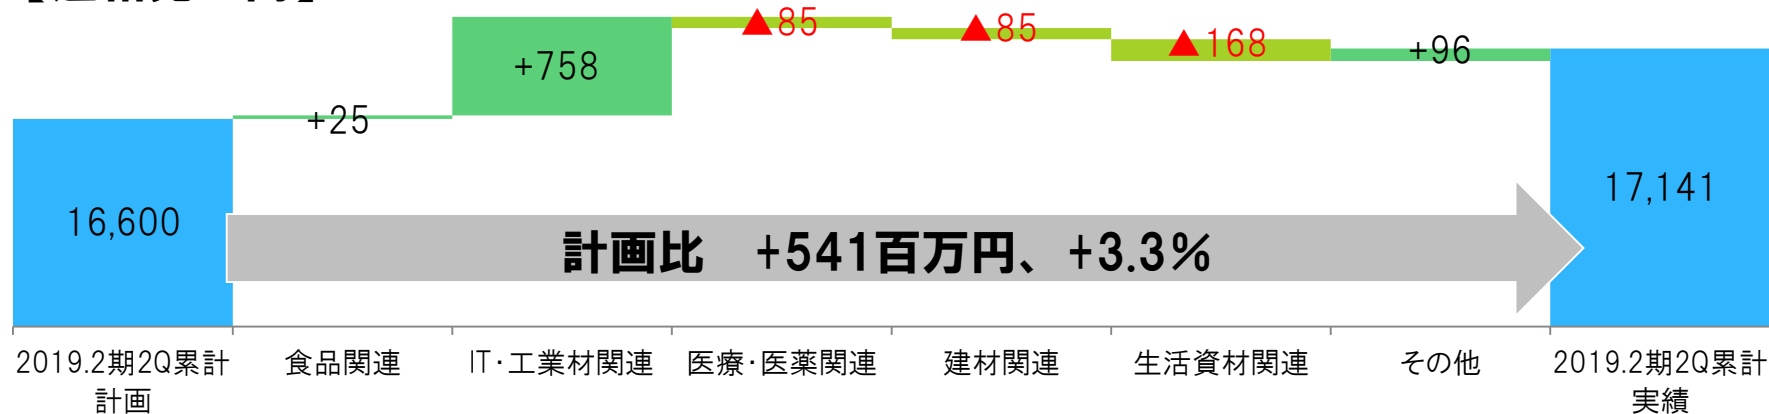 +25
+758
▲85
▲85
▲168
+96
16,600
17,141
計画比　+541百万円、+3.3%
2019.2期2Q累計
計画
食品関連
IT・工業材関連
医療・医薬関連
建材関連
生活資材関連
その他
2019.2期2Q累計
実績